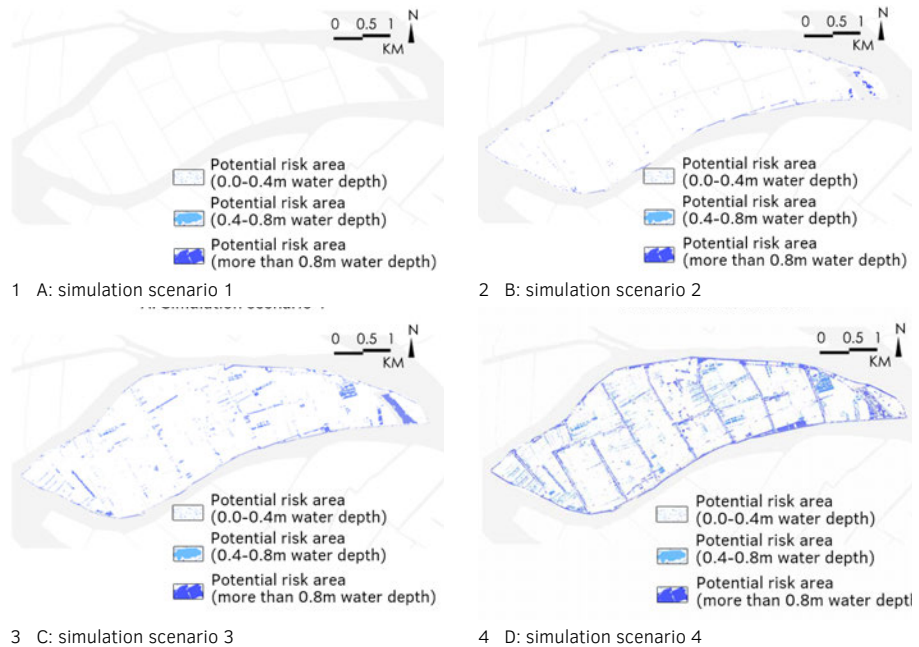 0 0.5 1 N
KM
Potential risk area
(0.0-0.4m water depth)
Potential risk area
(0.4-0.8m water depth)
Potential risk area
(more than 0.8m water depth)
1 A: simulation scenario 1
0 0.5 1 N
KM
Potential risk area
(0.0-0.4m water depth)
Potential risk area
(0.4-0.8m water depth)
Potential risk area
(more than 0.8m water depth)
2 B: simulation scenario 2
0 0.5 1 N
KM
Potential risk area
(0.0-0.4m water depth)
Potential risk area
(0.4-0.8m water depth)
Potential risk area
(more than 0.8m water depth)
3 C: simulation scenario 3
0 0.5 1 N
KM
Potential risk area
(0.0-0.4m water depth)
Potential risk area
(0.4-0.8m water depth)
Potential risk area
(more than 0.8m water dept
4 D: simulation scenario 4